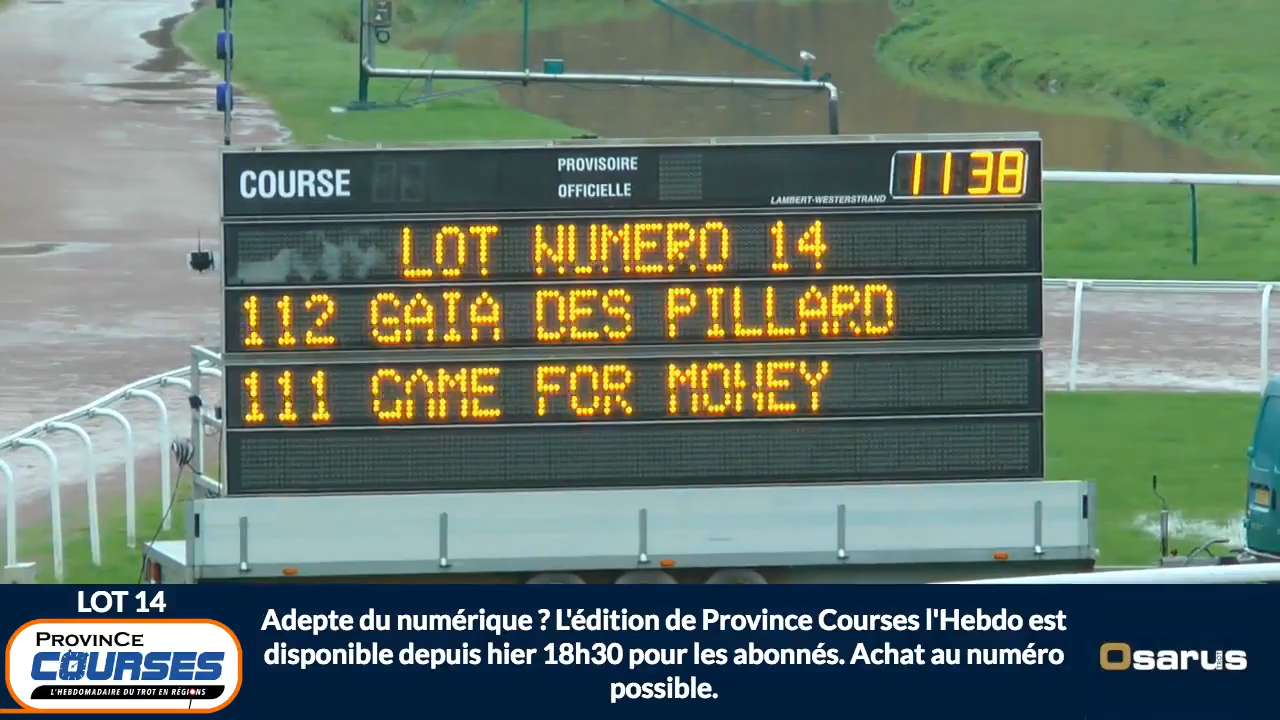 COURSE
PROVISOIRE
OFFICIELLE
LAMBERT-WESTERSTRAND
11 38
LOT NUMERO 14
112 GAIA DES PILLARD
111 GAME FOR MONEY
LOT 14
PROVINCE
COURSES
L'HEBDOMADAIRE DU TROT EN RÉGIONS
Adepte du numérique ? L'édition de Province Courses l'Hebdo est
disponible depuis hier 18h30 pour les abonnés. Achat au numéro
possible.
Osarus